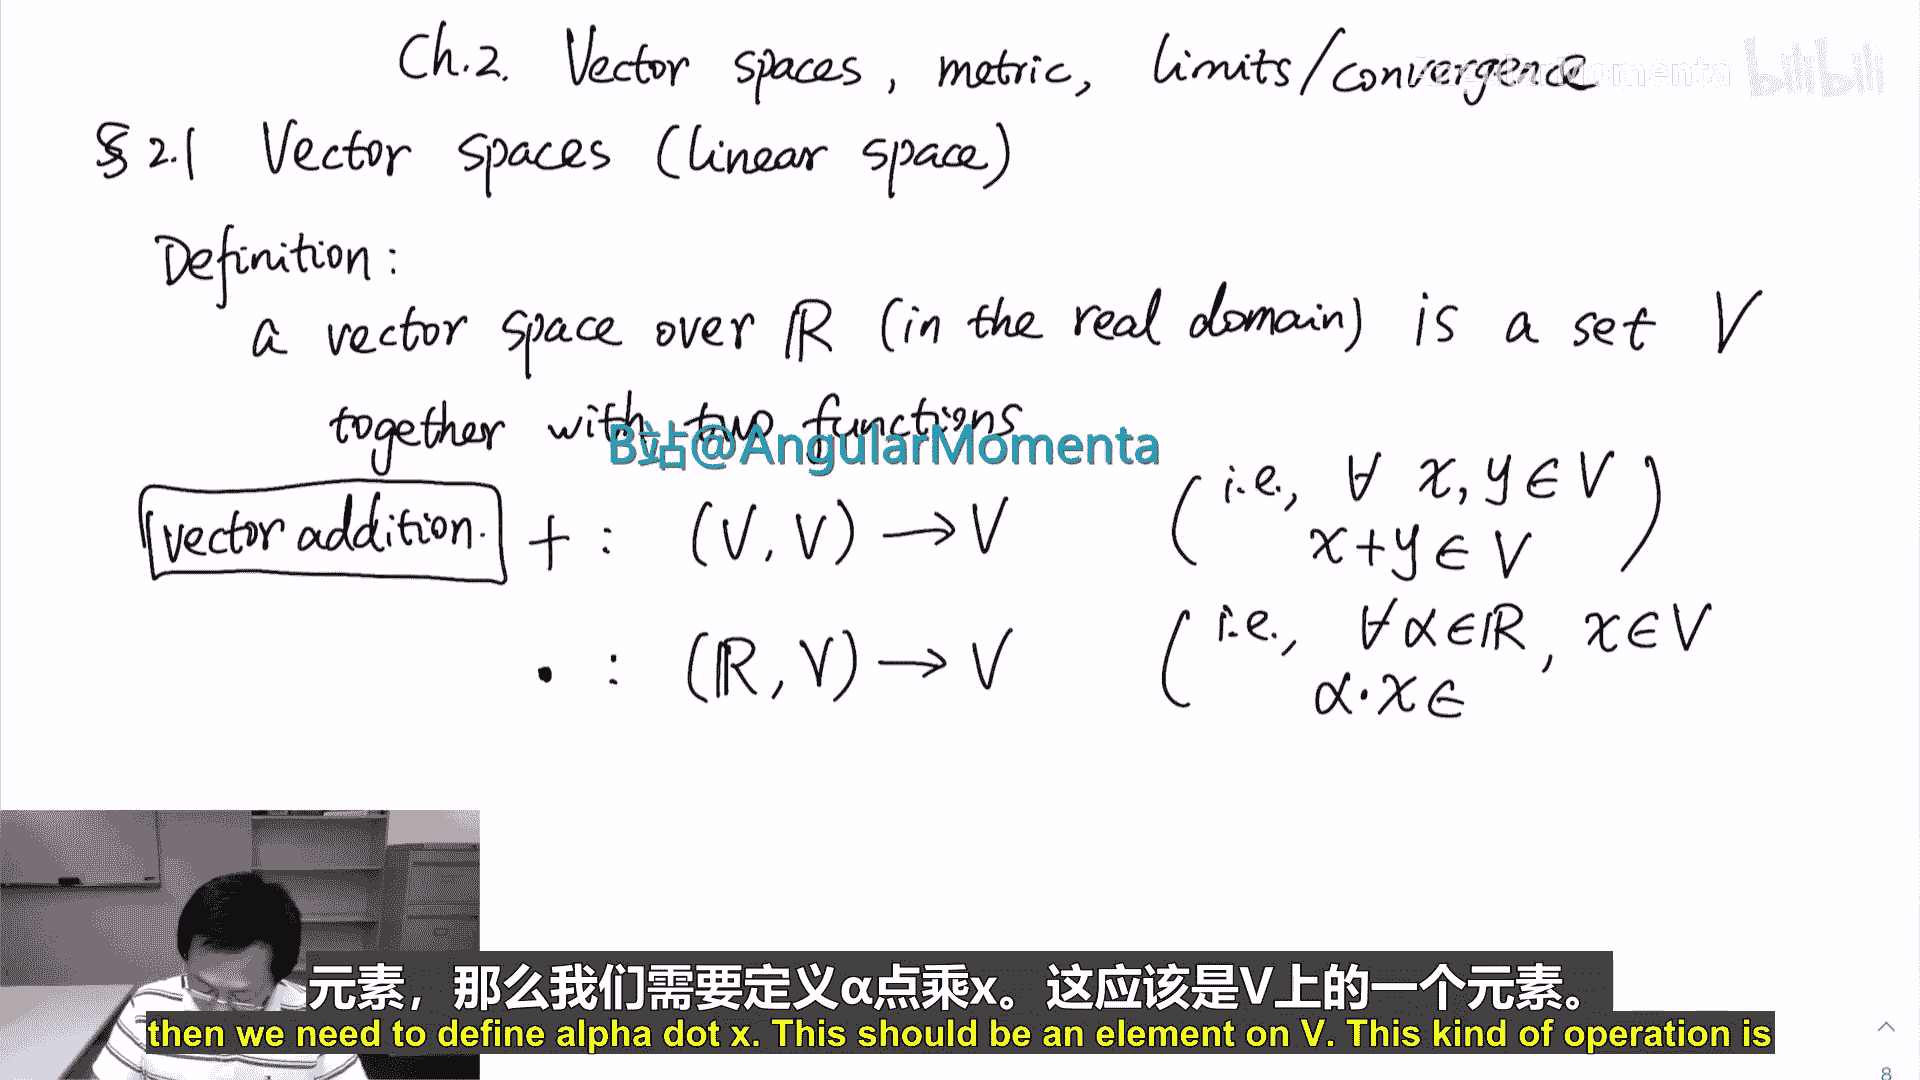 Ch.2. Vector spaces, metric, limits/convergence
AngularMomenta bilibili
§ 2.1 Vector spaces (linear space)
Definition:
a vector space over ℝ (in the real domain) is a set V
together with two functions
B站@AngularMomenta
vector addition. + : (V, V) → V (i.e., ∀ x, y ∈ V
x+y ∈ V)
• : (ℝ, V) → V (i.e., ∀ α ∈ ℝ, x ∈ V
α·x ∈
元素，那么我们需要定义α点乘x。这应该是V上的一个元素。
then we need to define alpha dot x. This should be an element on V. This kind of operation is
8